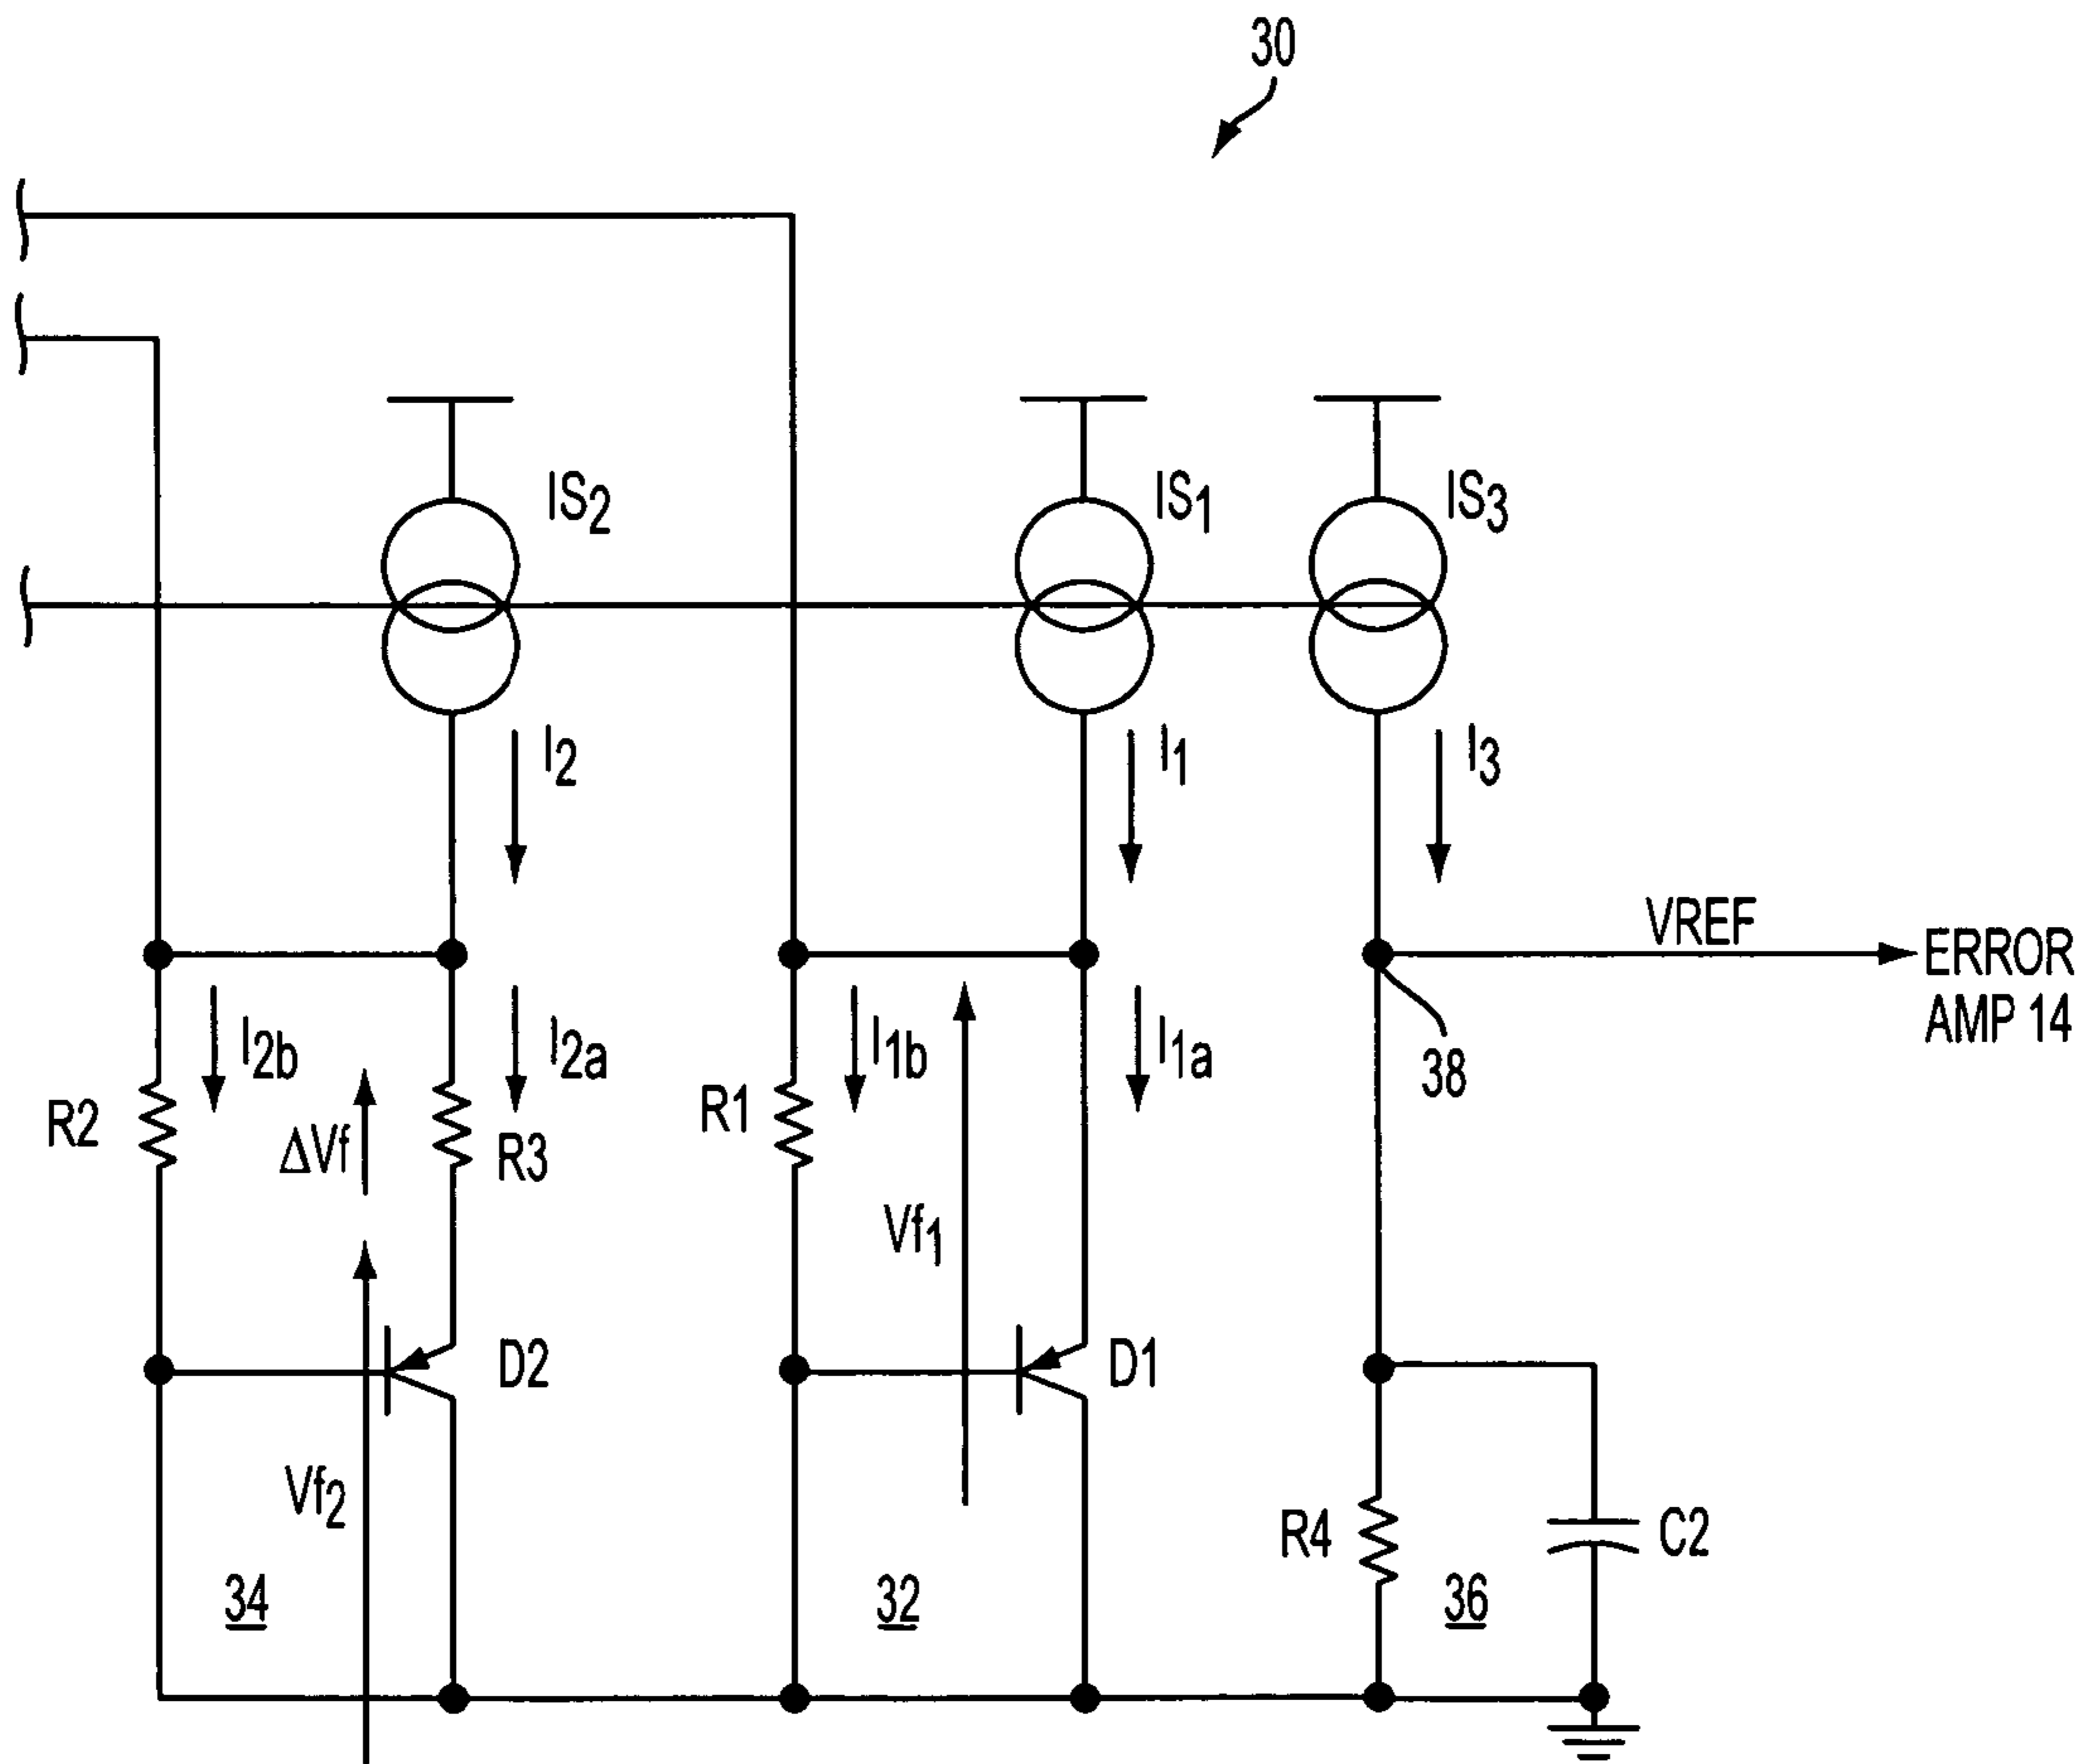 30
IS2
IS1
IS3
I2
I1
I3
VREF
ERROR
AMP 14
38
I2b
I2a
I1b
I1a
R2
ΔVf
R3
R1
Vf1
D2
D1
Vf2
R4
C2
34
32
36